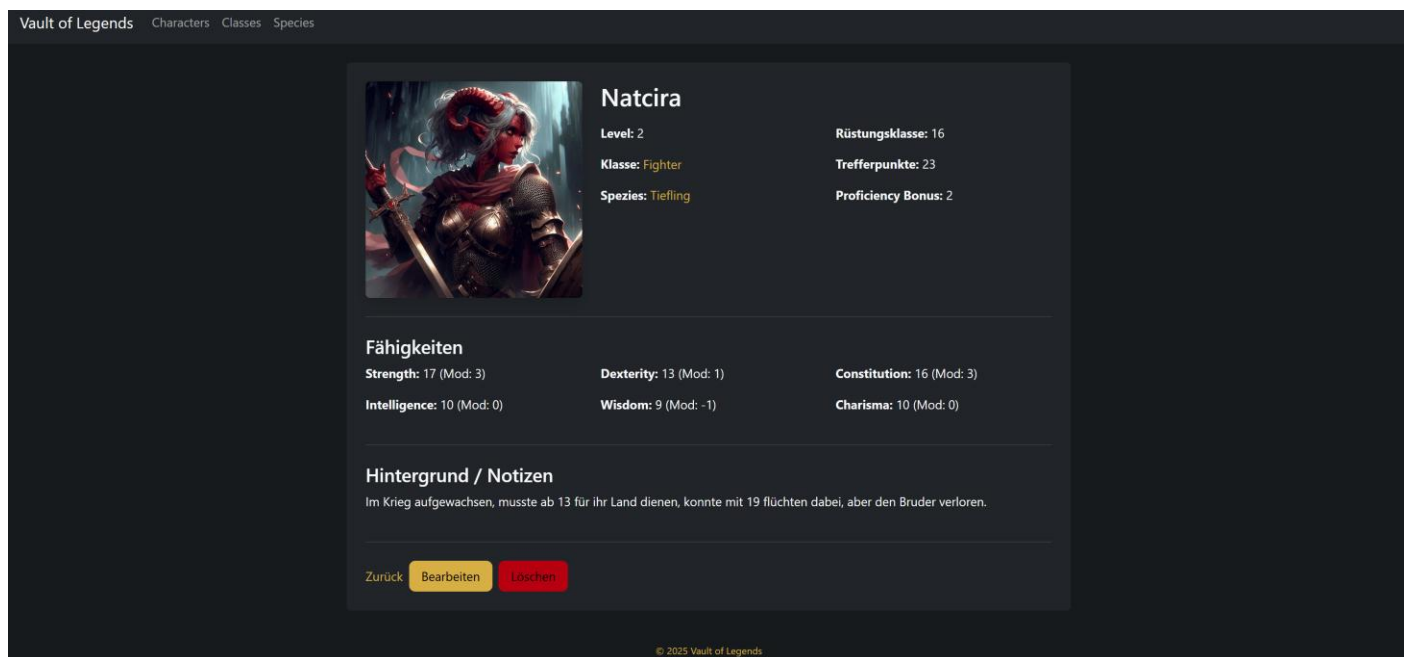 Vault of Legends Characters Classes Species
Natcira
Level: 2 Rüstungsklasse: 16
Klasse: Fighter Trefferpunkte: 23
Spezies: Tiefling Proficiency Bonus: 2
Fähigkeiten
Strength: 17 (Mod: 3) Dexterity: 13 (Mod: 1) Constitution: 16 (Mod: 3)
Intelligence: 10 (Mod: 0) Wisdom: 9 (Mod: -1) Charisma: 10 (Mod: 0)
Hintergrund / Notizen
Im Krieg aufgewachsen, musste ab 13 für ihr Land dienen, konnte mit 19 flüchten dabei, aber den Bruder verloren.
Zurück Bearbeiten Löschen
© 2025 Vault of Legends